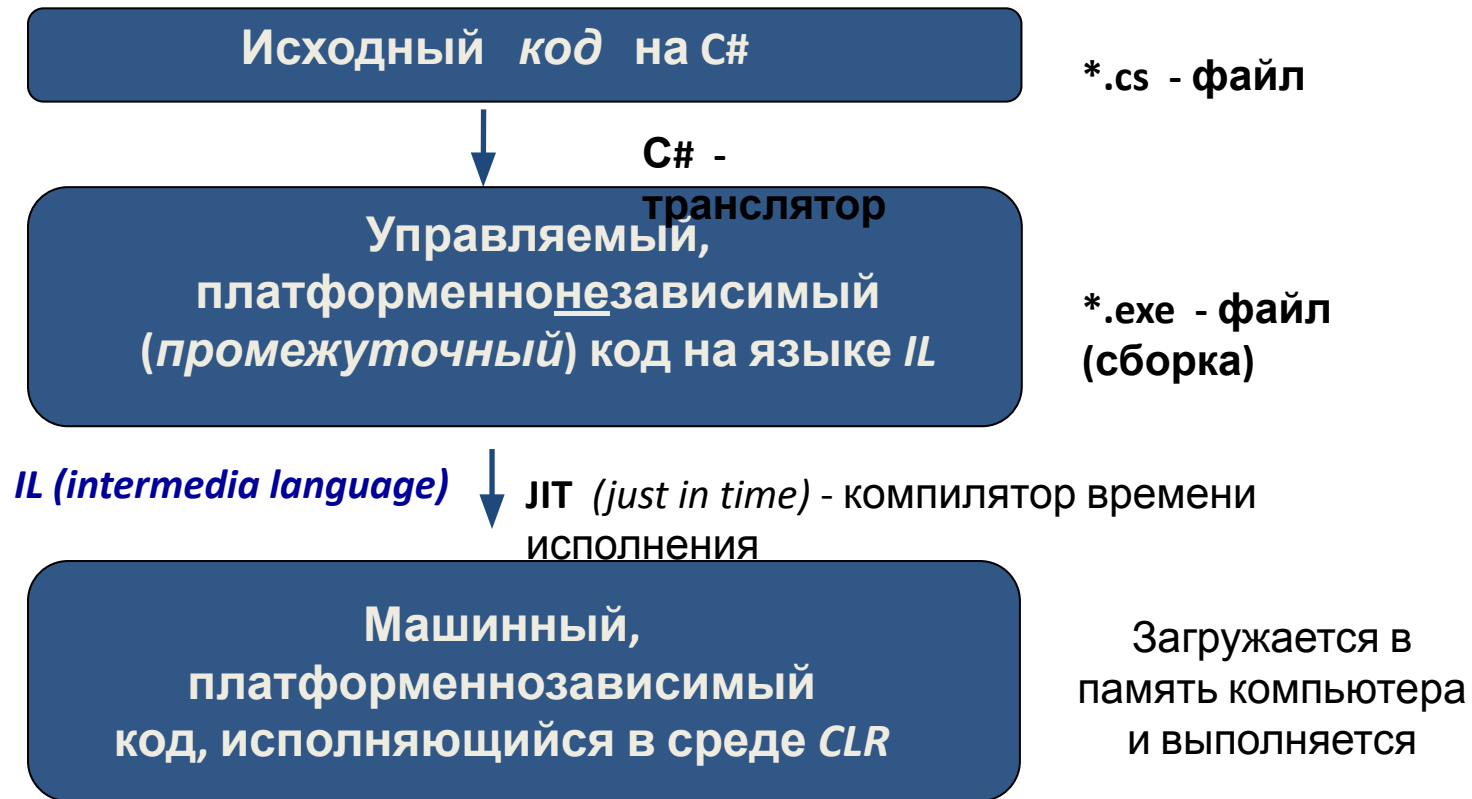 Исходный код на C#
*.cs - файл
C# -
транслятор
Управляемый,
платформеннонезависимый
(промежуточный) код на языке IL
*.exe - файл
(сборка)
IL (intermedia language)
JIT (just in time) - компилятор времени
исполнения
Машинный,
платформеннозависимый
код, исполняющийся в среде CLR
Загружается в
память компьютера
и выполняется